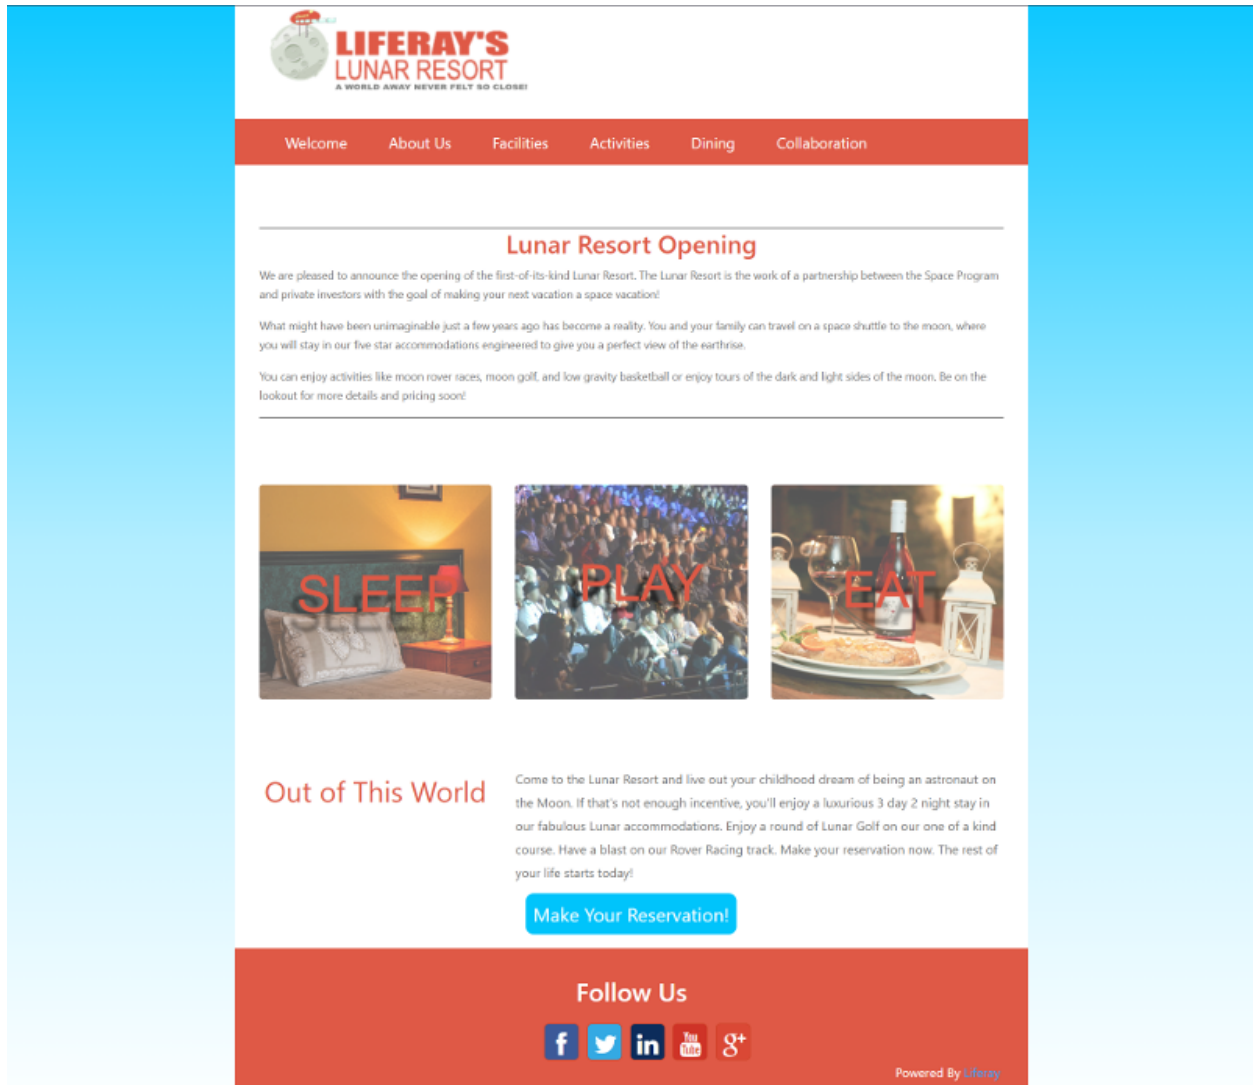 LIFERAY'S
LUNAR RESORT
A WORLD AWAY NEVER FELT SO CLOSE!
Welcome About Us Facilities Activities Dining Collaboration
Lunar Resort Opening
We are pleased to announce the opening of the first-of-its-kind Lunar Resort. The Lunar Resort is the work of a partnership between the Space Program
and private investors with the goal of making your next vacation a space vacation!
What might have been unimaginable just a few years ago has become a reality. You and your family can travel on a space shuttle to the moon, where
you will stay in our five star accommodations engineered to give you a perfect view of the earthrise.
You can enjoy activities like moon rover races, moon golf, and low gravity basketball or enjoy tours of the dark and light sides of the moon. Be on the
lookout for more details and pricing soon!
SLEEP PLAY EAT
Out of This World
Come to the Lunar Resort and live out your childhood dream of being an astronaut on
the Moon. If that's not enough incentive, you'll enjoy a luxurious 3 day 2 night stay in
our fabulous Lunar accommodations. Enjoy a round of Lunar Golf on our one of a kind
course. Have a blast on our Rover Racing track. Make your reservation now. The rest of
your life starts today!
Make Your Reservation!
Follow Us
f in You Tube g+
Powered By Liferay